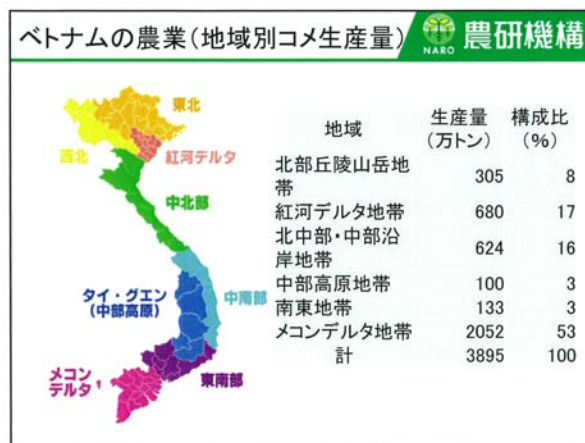 ベトナムの農業(地域別コメ生産量)
NARO 農研機構
東北
西北
紅河デルタ
中北部
タイ・グエン
(中部高原)
中南部
メコン
デルタ
東南部
地域 生産量 構成比
(万トン) (%)
北部丘陵山岳地
帯 305 8
紅河デルタ地帯 680 17
北中部・中部沿
岸地帯 624 16
中部高原地帯 100 3
南東地帯 133 3
メコンデルタ地帯 2052 53
計 3895 100